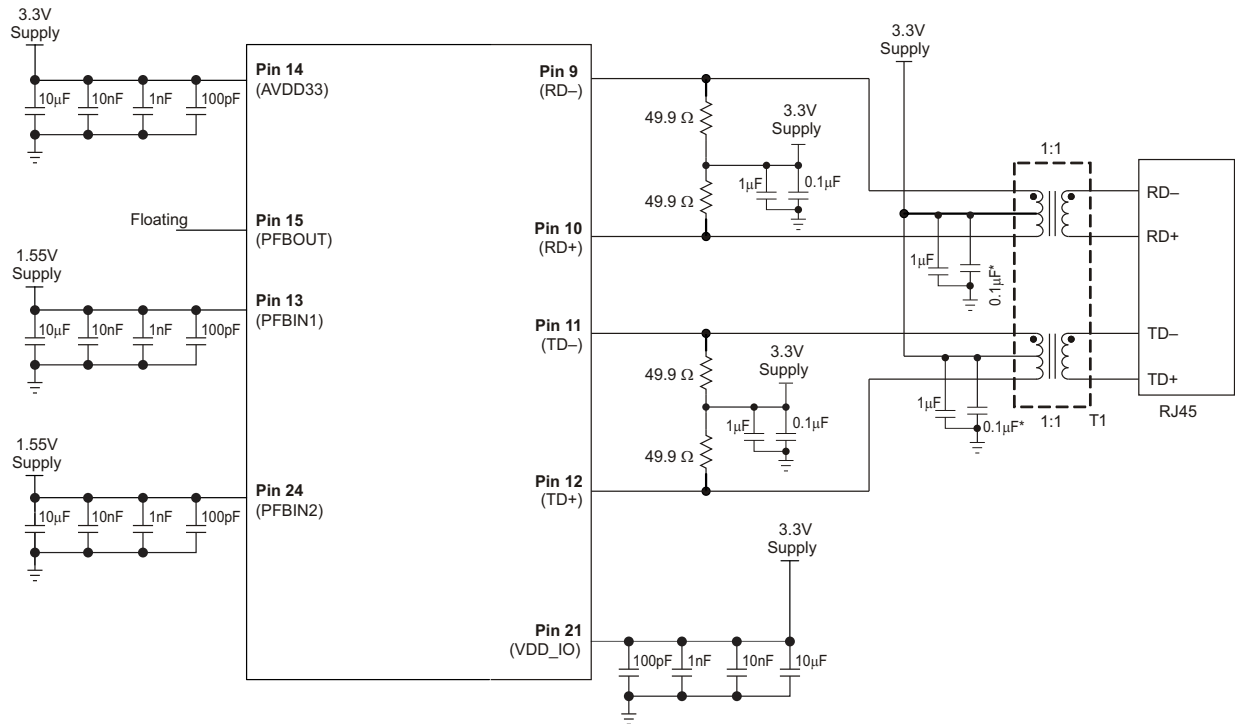 3.3V
Supply
10μF
10nF
1nF
100pF
Pin 14
(AVDD33)
Floating
Pin 15
(PFBOUT)
1.55V
Supply
10μF
10nF
1nF
100pF
Pin 13
(PFBIN1)
1.55V
Supply
10μF
10nF
1nF
100pF
Pin 24
(PFBIN2)
Pin 9
(RD–)
49.9 Ω
3.3V
Supply
1μF
0.1μF
49.9 Ω
Pin 10
(RD+)
Pin 11
(TD–)
49.9 Ω
3.3V
Supply
1μF
0.1μF
49.9 Ω
Pin 12
(TD+)
3.3V
Supply
Pin 21
(VDD_IO)
100pF
1nF
10nF
10μF
3.3V
Supply
1μF
0.1μF*
1μF
0.1μF*
1:1
1:1
T1
RD–
RD+
TD–
TD+
RJ45